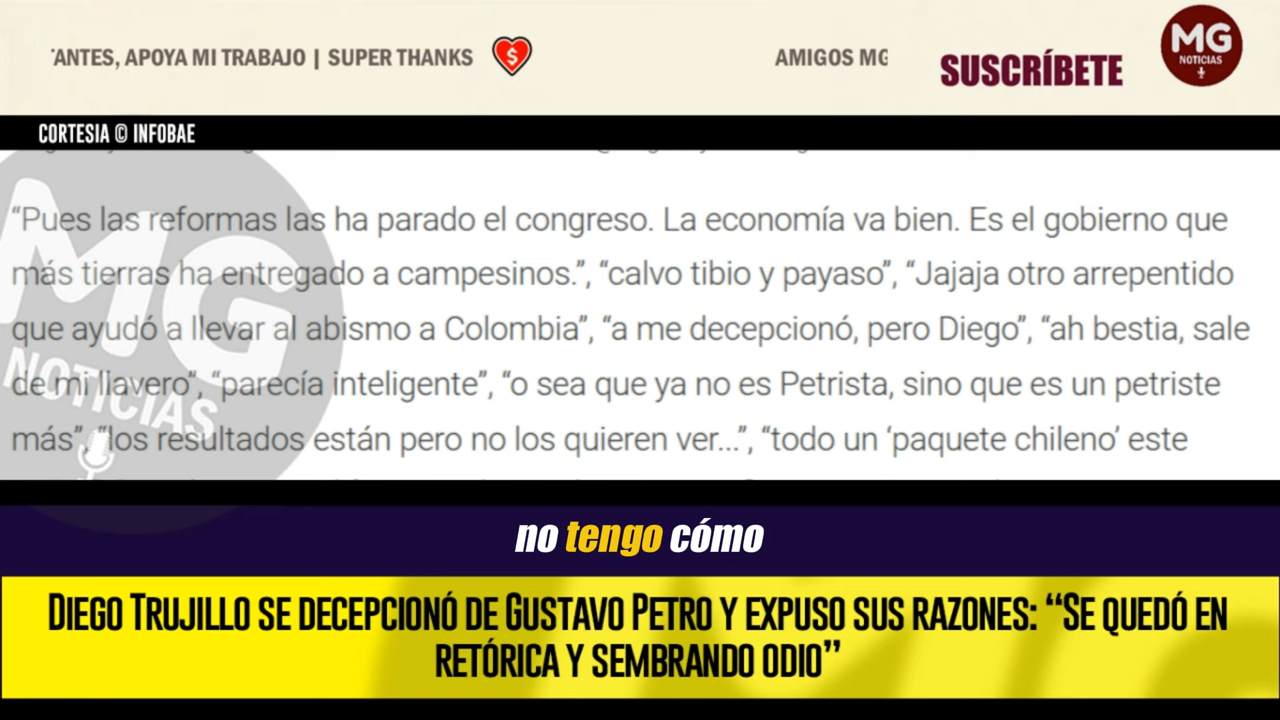 'ANTES, APOYA MI TRABAJO | SUPER THANKS
AMIGOS MG
SUSCRÍBETE
MG
NOTICIAS
CORTESIA © INFOBAE
“Pues las reformas las ha parado el congreso. La economía va bien. Es el gobierno que
más tierras ha entregado a campesinos.”, “calvo tibio y payaso”, “Jajaja otro arrepentido
que ayudó a llevar al abismo a Colombia”, “a me decepcionó, pero Diego”, “ah bestia, sale
de mi llavero”, “parecía inteligente”, “o sea que ya no es Petrista, sino que es un petriste
más”, “los resultados están pero no los quieren ver...”, “todo un ‘paquete chileno’ este
MG
NOTICIAS
no tengo cómo
DIEGO TRUJILLO SE DECEPCIONÓ DE GUSTAVO PETRO Y EXPUSO SUS RAZONES: “SE QUEDÓ EN
RETÓRICA Y SEMBRANDO ODIO”